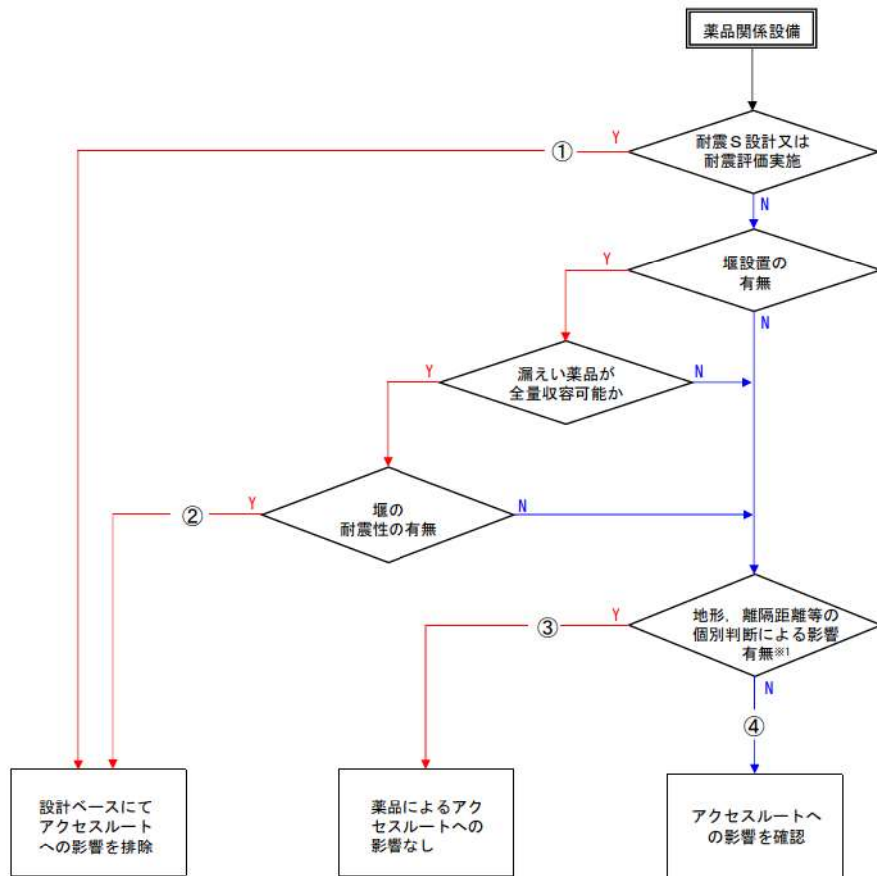 薬品関係設備
Y
①
耐震S設計又は
耐震評価実施
N
Y
堰設置の
有無
N
Y
漏えい薬品が
全量収容可能か
N
Y
②
堰の
耐震性の有無
N
③
Y
地形,離隔距離等の
個別判断による影響
有無※1
N
④
設計ベースにて
アクセスルート
への影響を排除
薬品によるアク
セスルートへの
影響なし
アクセスルートへ
の影響を確認